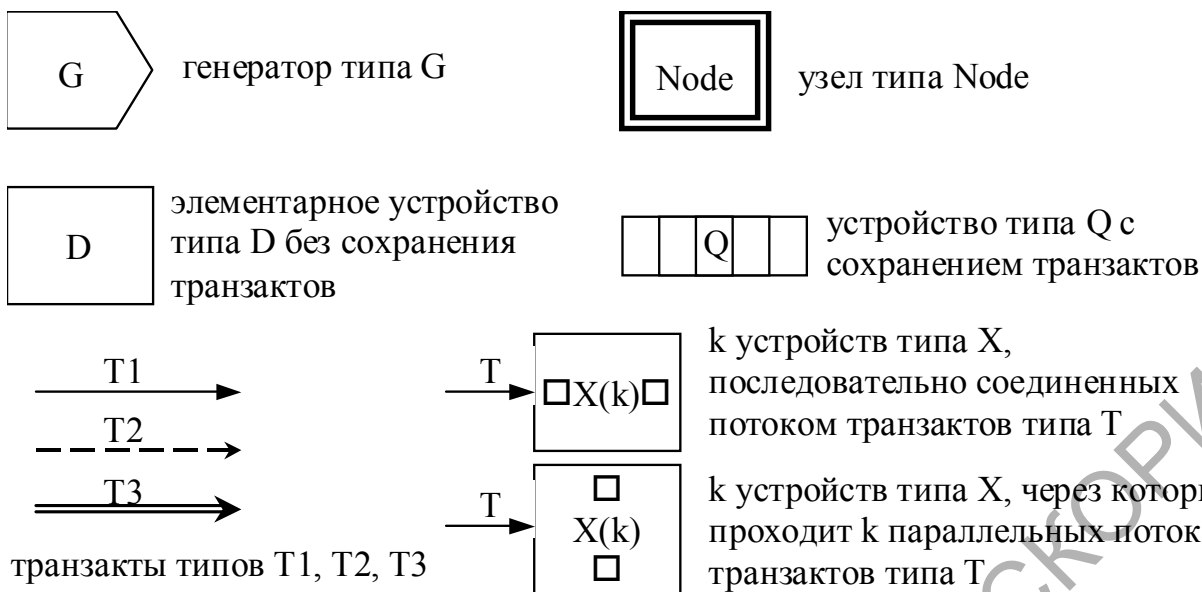 G
генератор типа G
Node
узел типа Node
D
элементарное устройство
типа D без сохранения
транзактов
Q
устройство типа Q с
сохранением транзактов
T1
T2
T3
транзакты типов T1, T2, T3
T
X(k)
k устройств типа X,
последовательно соединенных
потоком транзактов типа T
T
X(k)
k устройств типа X, через
проходит k параллельных
транзактов типа T